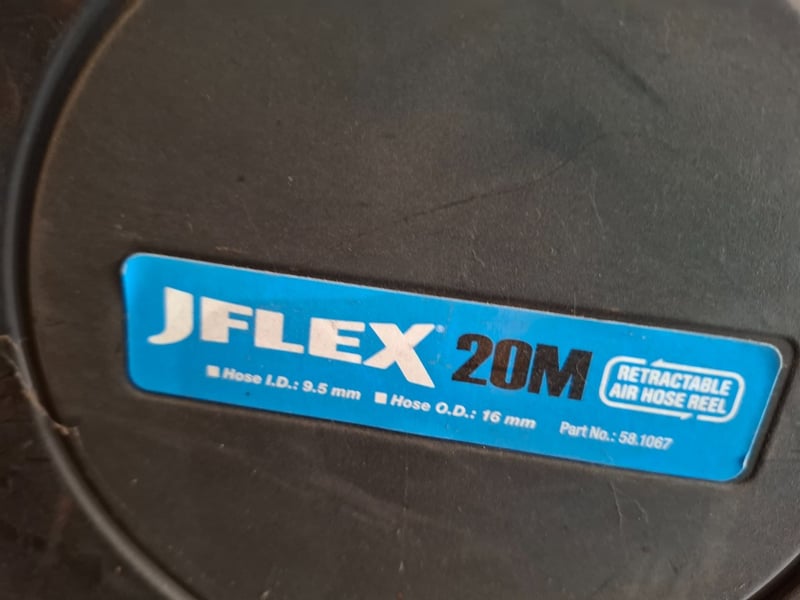 JFLEX® 20M
RETRACTABLE
AIR HOSE REEL
Hose I.D.: 9.5 mm Hose O.D.: 16 mm Part No.: 58.1067